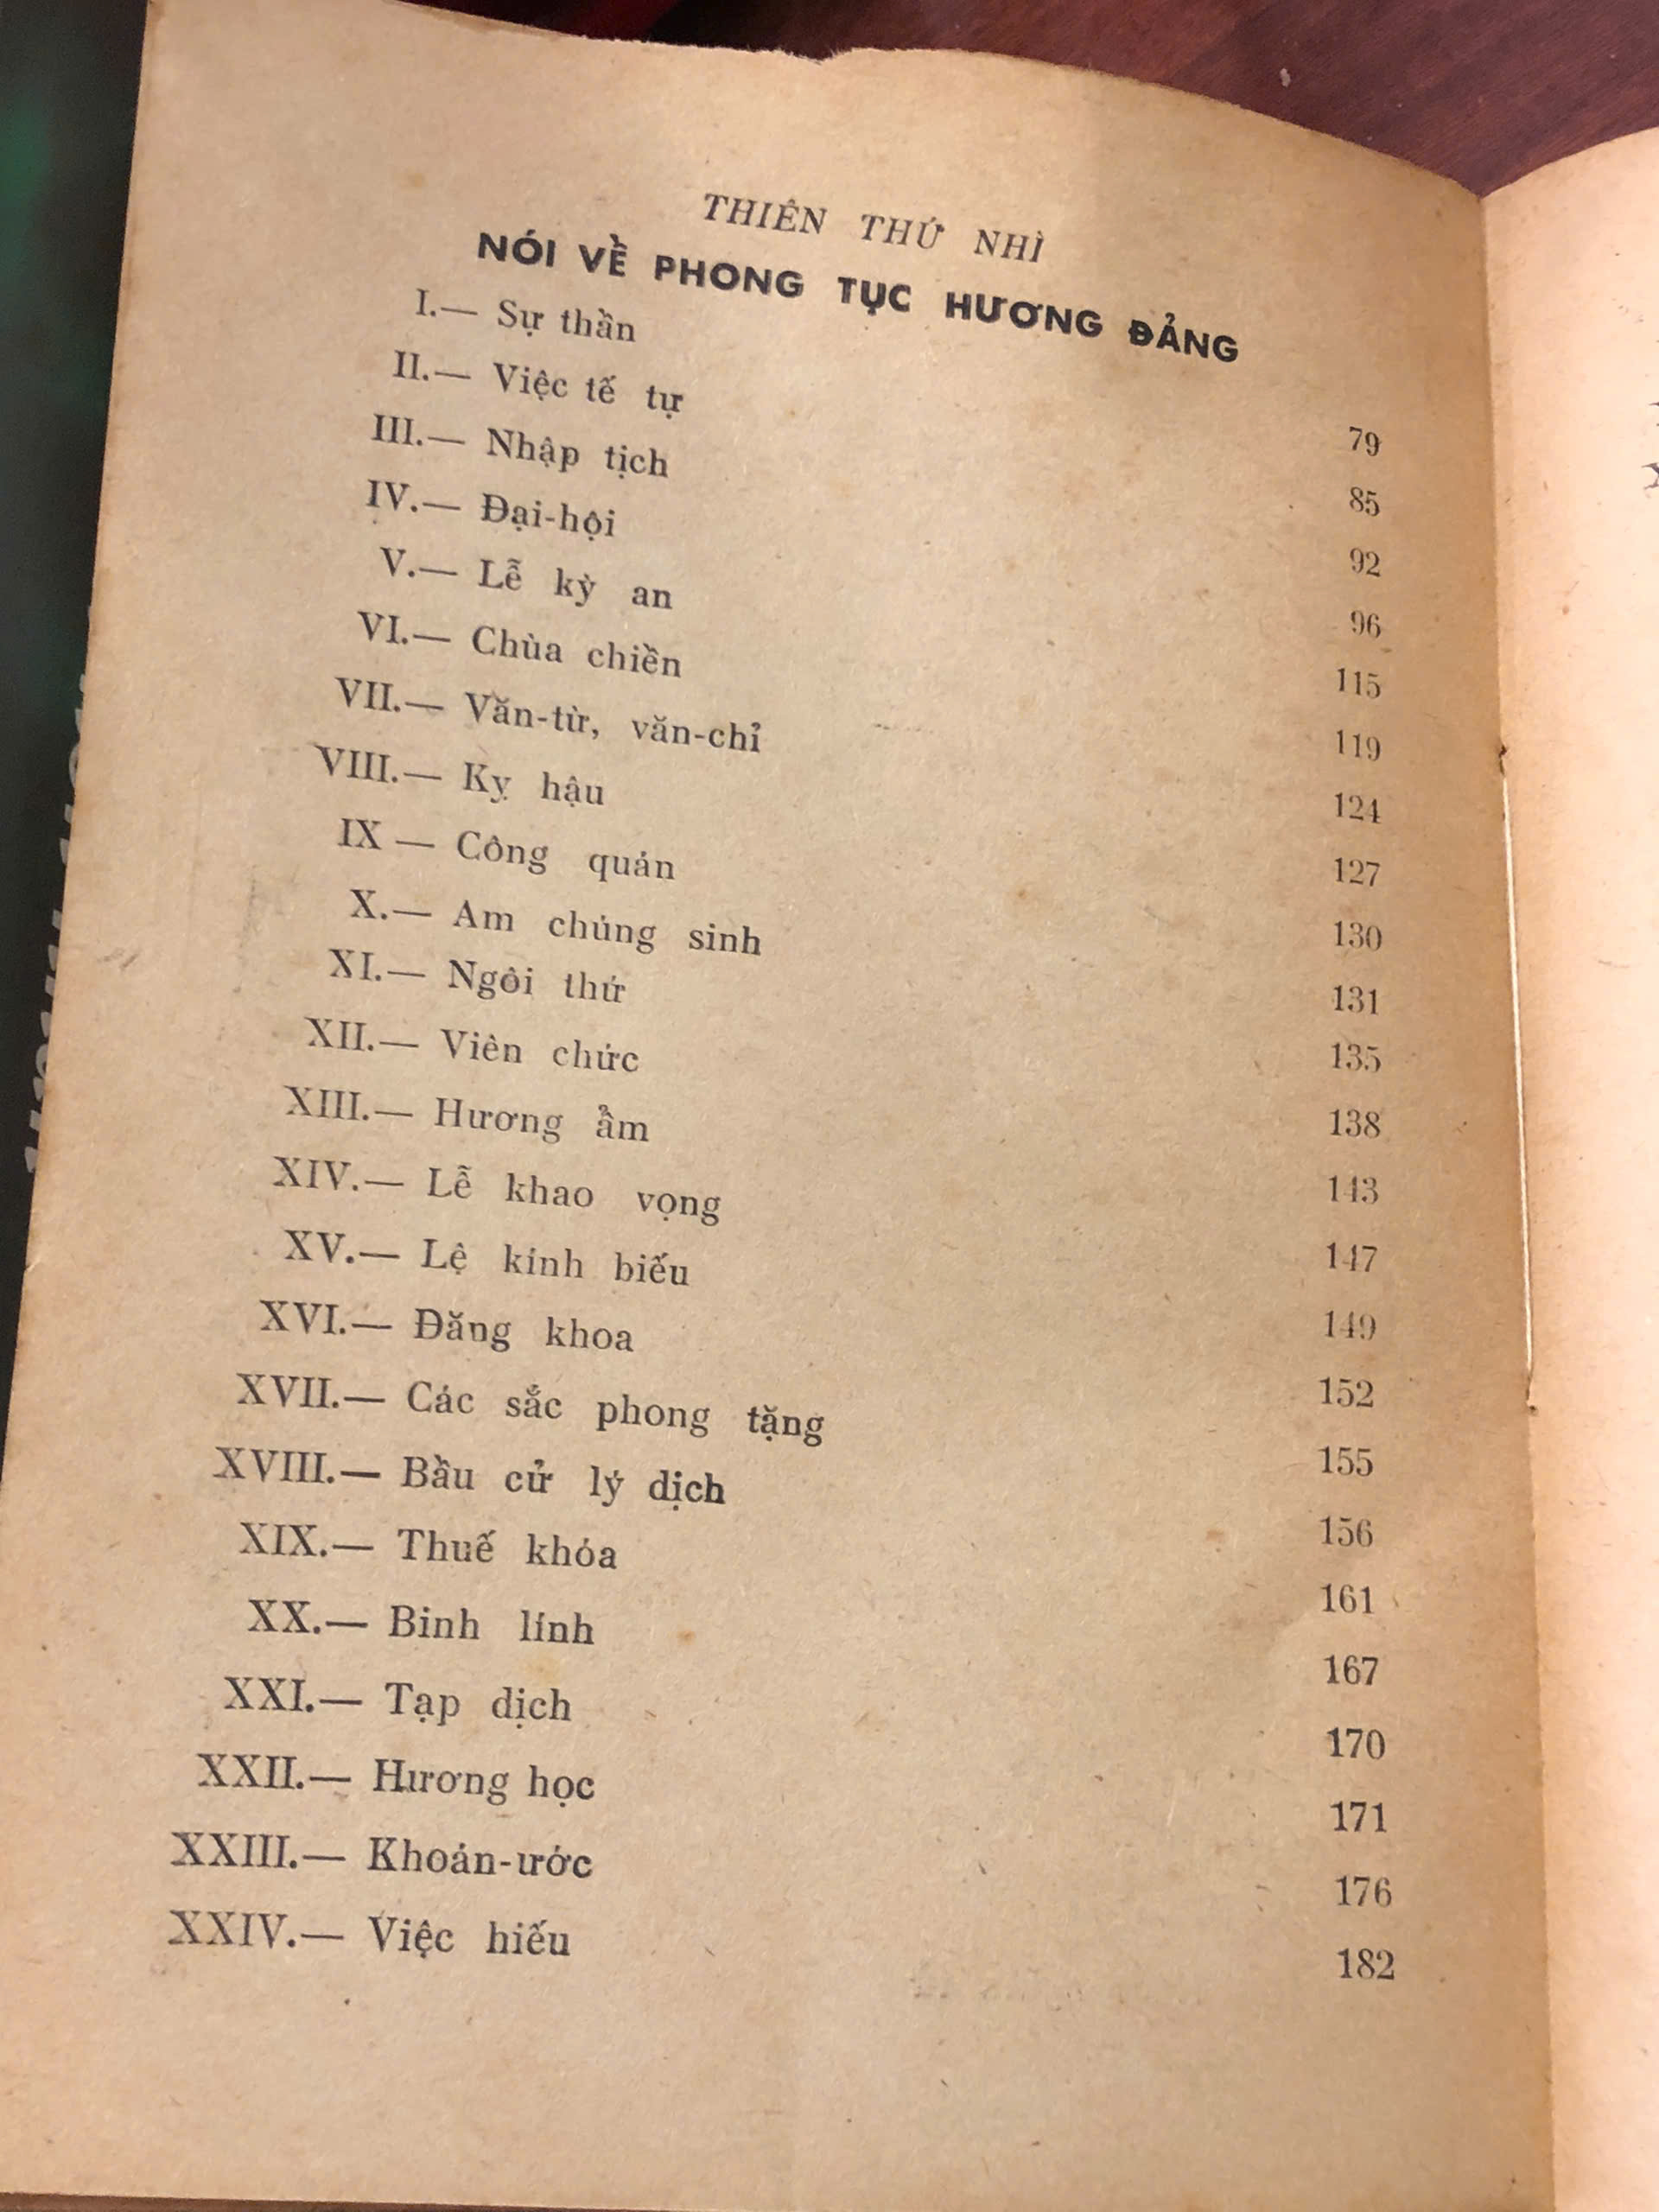 THIÊN THỨ NHÌ
NÓI VỀ PHONG TỤC HƯƠNG ĐẢNG
I.— Sự thần 79
II.— Việc tế tự 85
III.— Nhập tịch 92
IV.— Đại-hội 96
V.— Lễ kỳ an 115
VI.— Chùa chiền 119
VII.— Văn-từ, văn-chỉ 124
VIII.— Kỵ hậu 127
IX — Công quán 130
X.— Am chúng sinh 131
XI.— Ngôi thứ 135
XII.— Viên chức 138
XIII.— Hương ẩm 143
XIV.— Lễ khao vọng 147
XV.— Lệ kính biếu 149
XVI.— Đăng khoa 152
XVII.— Các sắc phong tặng 155
XVIII.— Bầu cử lý dịch 156
XIX.— Thuế khóa 161
XX.— Binh lính 167
XXI.— Tạp dịch 170
XXII.— Hương học 171
XXIII.— Khoán-ước 176
XXIV.— Việc hiếu 182